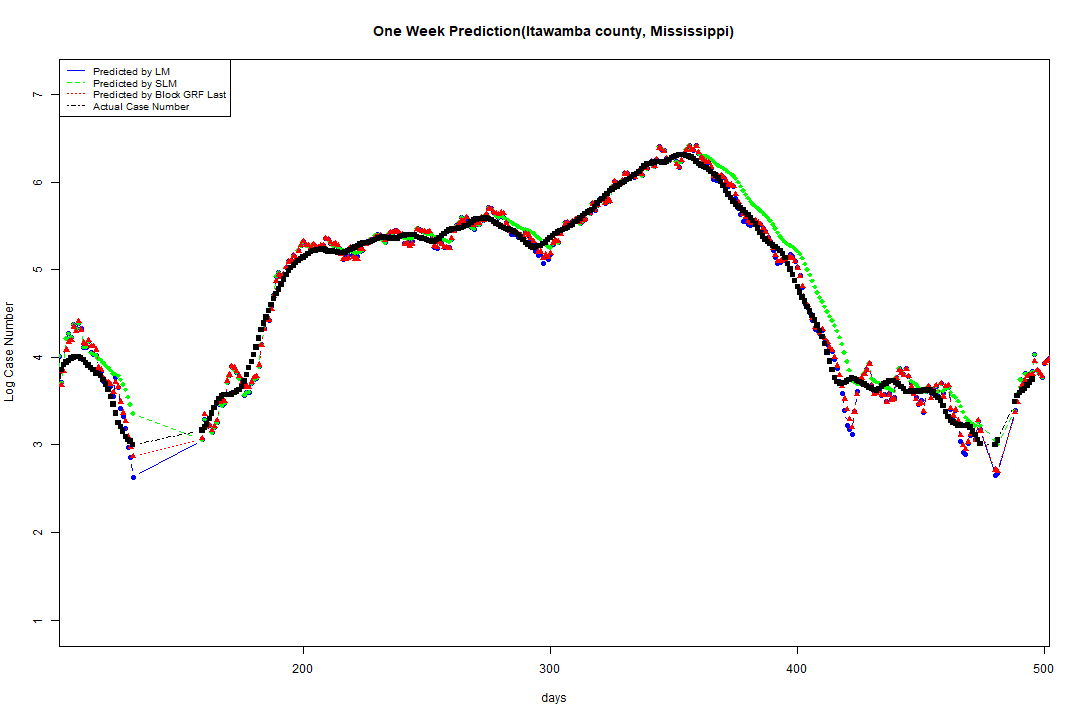 One Week Prediction(Itawamba county, Mississippi)
Predicted by LM
Predicted by SLM
Predicted by Block GRF Last
Actual Case Number
7
6
5
4
3
2
1
Log Case Number
200 300 400 500
days